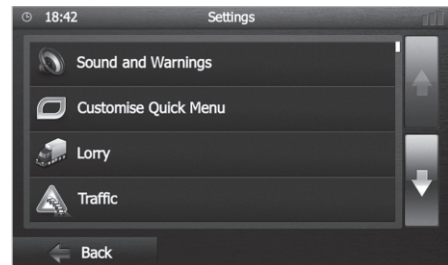 18:42 Settings
Sound and Warnings
Customise Quick Menu
Lorry
Traffic
Back